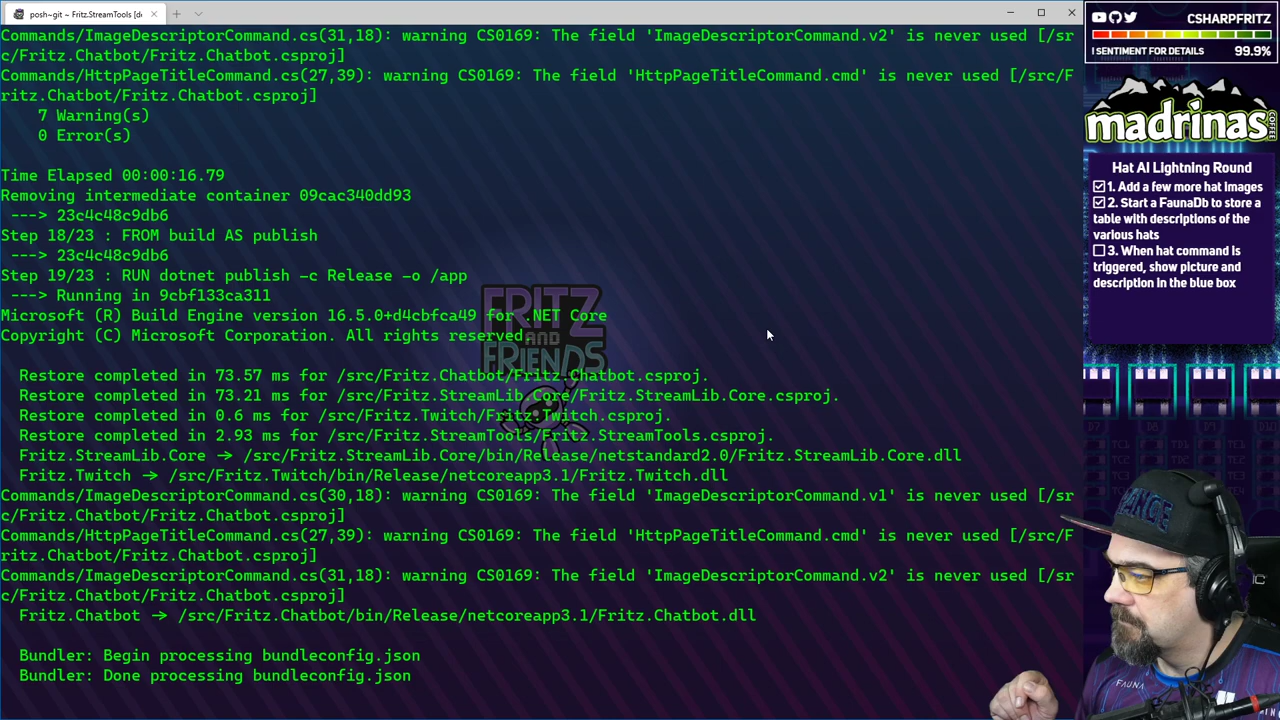 posh~git ~ Fritz.StreamTools [de
Commands/ImageDescriptorCommand.cs(31,18): warning CS0169: The field 'ImageDescriptorCommand.v2' is never used [/sr
c/Fritz.Chatbot/Fritz.Chatbot.csproj]
Commands/HttpPageTitleCommand.cs(27,39): warning CS0169: The field 'HttpPageTitleCommand.cmd' is never used [/src/F
ritz.Chatbot/Fritz.Chatbot.csproj]
7 Warning(s)
0 Error(s)
Time Elapsed 00:00:16.79
Removing intermediate container 09cac340dd93
---> 23c4c48c9db6
Step 18/23 : FROM build AS publish
---> 23c4c48c9db6
Step 19/23 : RUN dotnet publish -c Release -o /app
---> Running in 9cbf133ca311
Microsoft (R) Build Engine version 16.5.0+d4cbfca49 for .NET Core
Copyright (C) Microsoft Corporation. All rights reserved.
Restore completed in 73.57 ms for /src/Fritz.Chatbot/Fritz.Chatbot.csproj.
Restore completed in 73.21 ms for /src/Fritz.StreamLib.Core/Fritz.StreamLib.Core.csproj.
Restore completed in 0.6 ms for /src/Fritz.Twitch/Fritz.Twitch.csproj.
Restore completed in 2.93 ms for /src/Fritz.StreamTools/Fritz.StreamTools.csproj.
Fritz.StreamLib.Core -> /src/Fritz.StreamLib.Core/bin/Release/netstandard2.0/Fritz.StreamLib.Core.dll
Fritz.Twitch -> /src/Fritz.Twitch/bin/Release/netcoreapp3.1/Fritz.Twitch.dll
Commands/ImageDescriptorCommand.cs(30,18): warning CS0169: The field 'ImageDescriptorCommand.v1' is never used [/sr
c/Fritz.Chatbot/Fritz.Chatbot.csproj]
Commands/HttpPageTitleCommand.cs(27,39): warning CS0169: The field 'HttpPageTitleCommand.cmd' is never used [/src/F
ritz.Chatbot/Fritz.Chatbot.csproj]
Commands/ImageDescriptorCommand.cs(31,18): warning CS0169: The field 'ImageDescriptorCommand.v2' is never used [/sr
c/Fritz.Chatbot/Fritz.Chatbot.csproj]
Fritz.Chatbot -> /src/Fritz.Chatbot/bin/Release/netcoreapp3.1/Fritz.Chatbot.dll
Bundler: Begin processing bundleconfig.json
Bundler: Done processing bundleconfig.json
FRITZ
AND
FRIENDS
CSHARPFRITZ
! SENTIMENT FOR DETAILS 99.9%
madrinas
COFFEE
Hat AI Lightning Round
1. Add a few more hat images
2. Start a FaunaDb to store a
table with descriptions of the
various hats
3. When hat command is
triggered, show picture and
description in the blue box
D7 D8 D9 D10
TC1 TD1 TE1
TC2 TD2 TE2
FAUNA